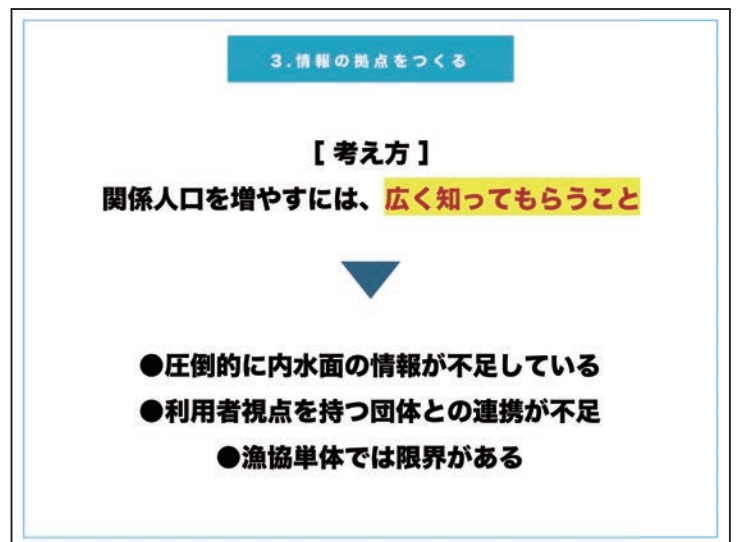 3.情報の拠点をつくる
[ 考え方 ]
関係人口を増やすには、広く知ってもらうこと
●圧倒的に内水面の情報が不足している
●利用者視点を持つ団体との連携が不足
●漁協単体では限界がある